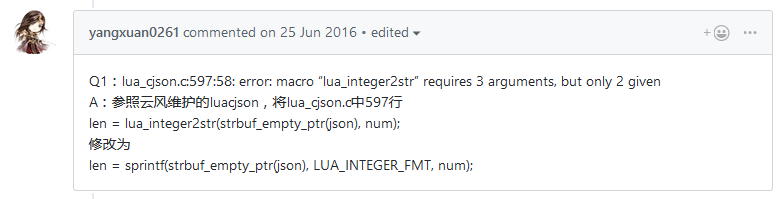 yangxuan0261 commented on 25 Jun 2016 • edited
Q1：lua_cjson.c:597:58: error: macro “lua_integer2str” requires 3 arguments, but only 2 given
A：参照云风维护的luacjson，将lua_cjson.c中597行
len = lua_integer2str(strbuf_empty_ptr(json), num);
修改为
len = sprintf(strbuf_empty_ptr(json), LUA_INTEGER_FMT, num);